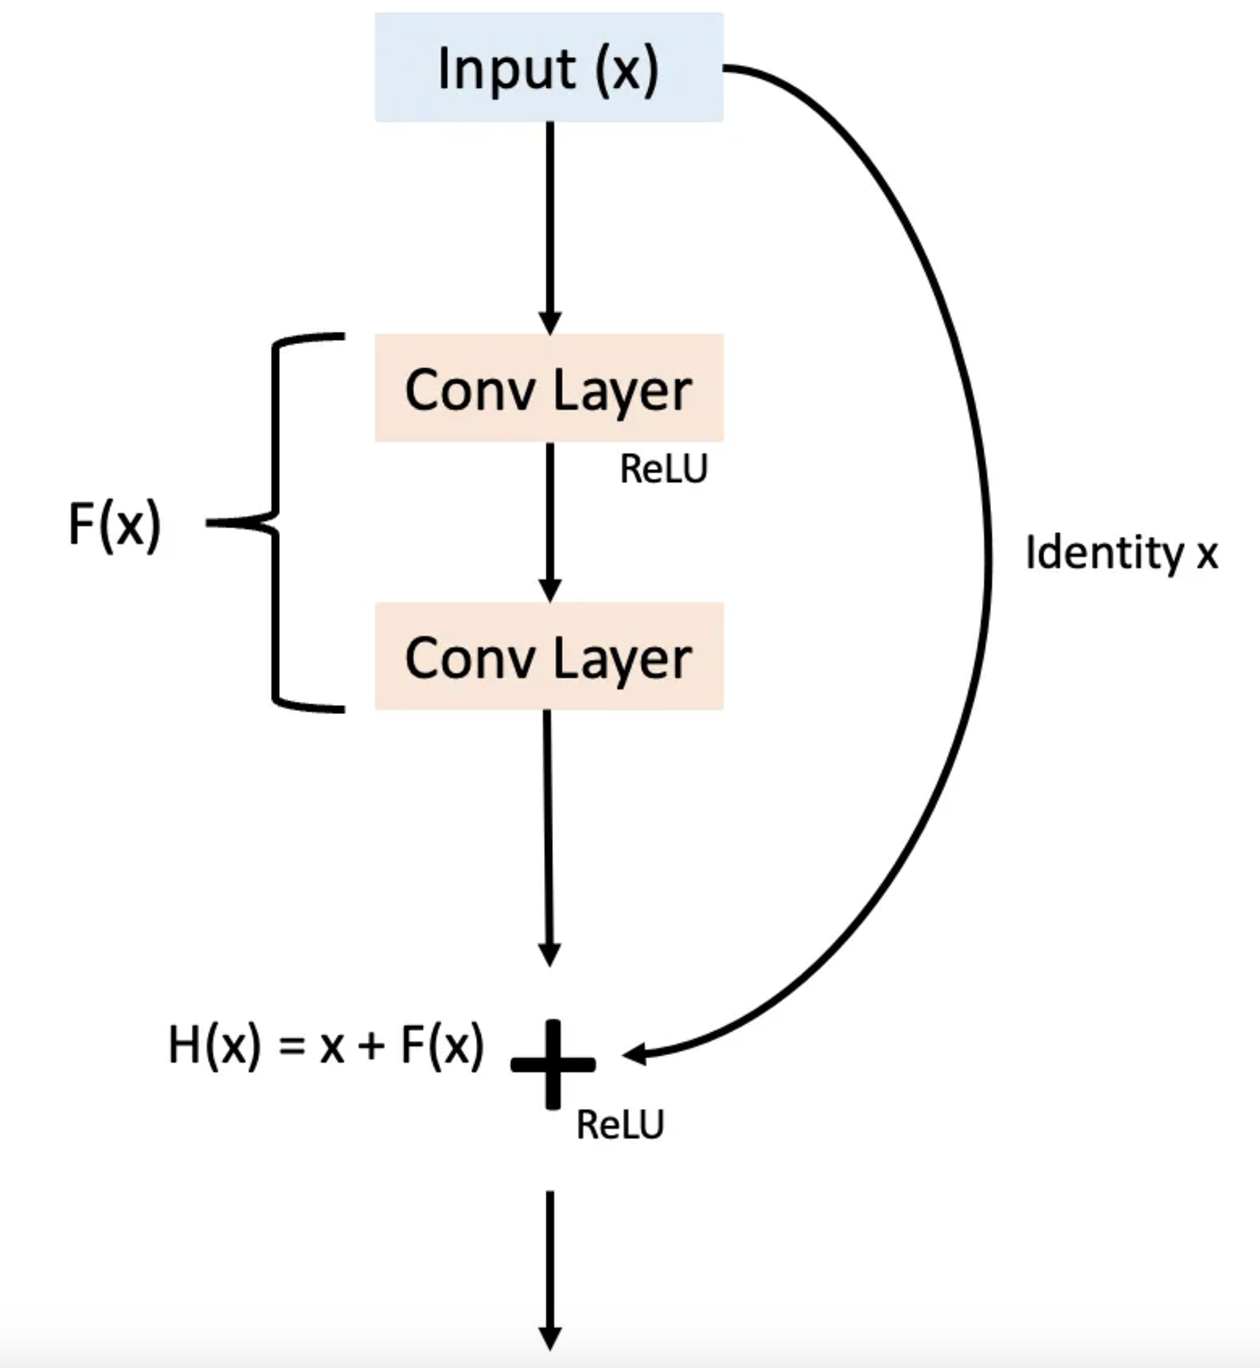 Input (x)
Conv Layer
ReLU
F(x)
Identity x
Conv Layer
H(x) = x + F(x)
+
ReLU